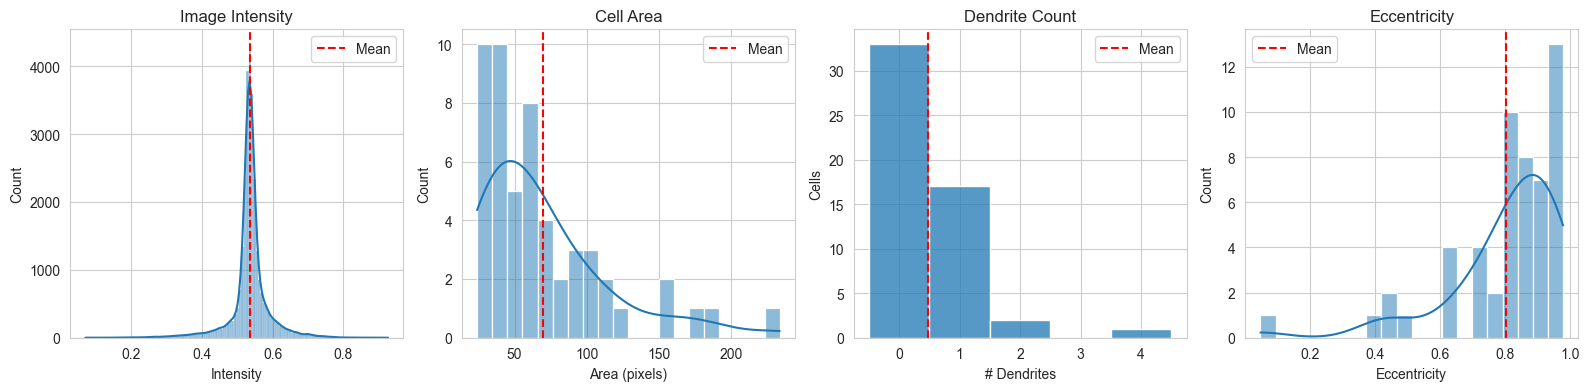 Image Intensity
Mean
4000
3000
2000
1000
0
Count
0.2 0.4 0.6 0.8
Intensity
Cell Area
Mean
10
8
6
4
2
0
Count
50 100 150 200
Area (pixels)
Dendrite Count
Mean
30
25
20
15
10
5
0
Cells
0 1 2 3 4
# Dendrites
Eccentricity
Mean
12
10
8
6
4
2
0
Count
0.2 0.4 0.6 0.8 1.0
Eccentricity